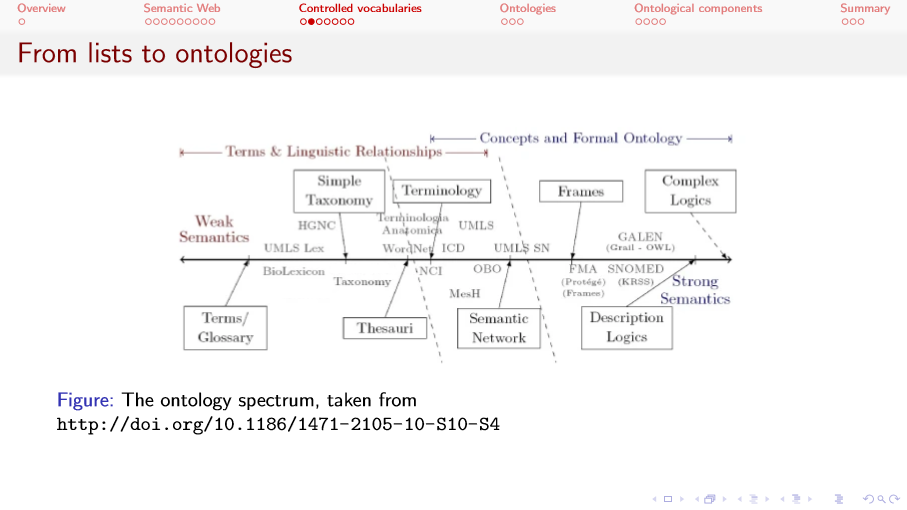 Overview Semantic Web Controlled vocabularies Ontologies Ontological components Summary
From lists to ontologies
Concepts and Formal Ontology
Terms & Linguistic Relationships
Simple
Taxonomy
Terminology
Frames
Complex
Logics
Weak
Semantics
HGNC
Terminologia
Anatomica
UMLS
GALEN
(Grail - OWL)
UMLS Lex
WordNet
ICD
UMLS SN
BioLexicon
Taxonomy
NCI
OBO
MesH
FMA
(Protégé)
(Frames)
SNOMED
(KRSS)
Strong
Semantics
Terms/
Glossary
Thesauri
Semantic
Network
Description
Logics
Figure: The ontology spectrum, taken from
http://doi.org/10.1186/1471-2105-10-S10-S4